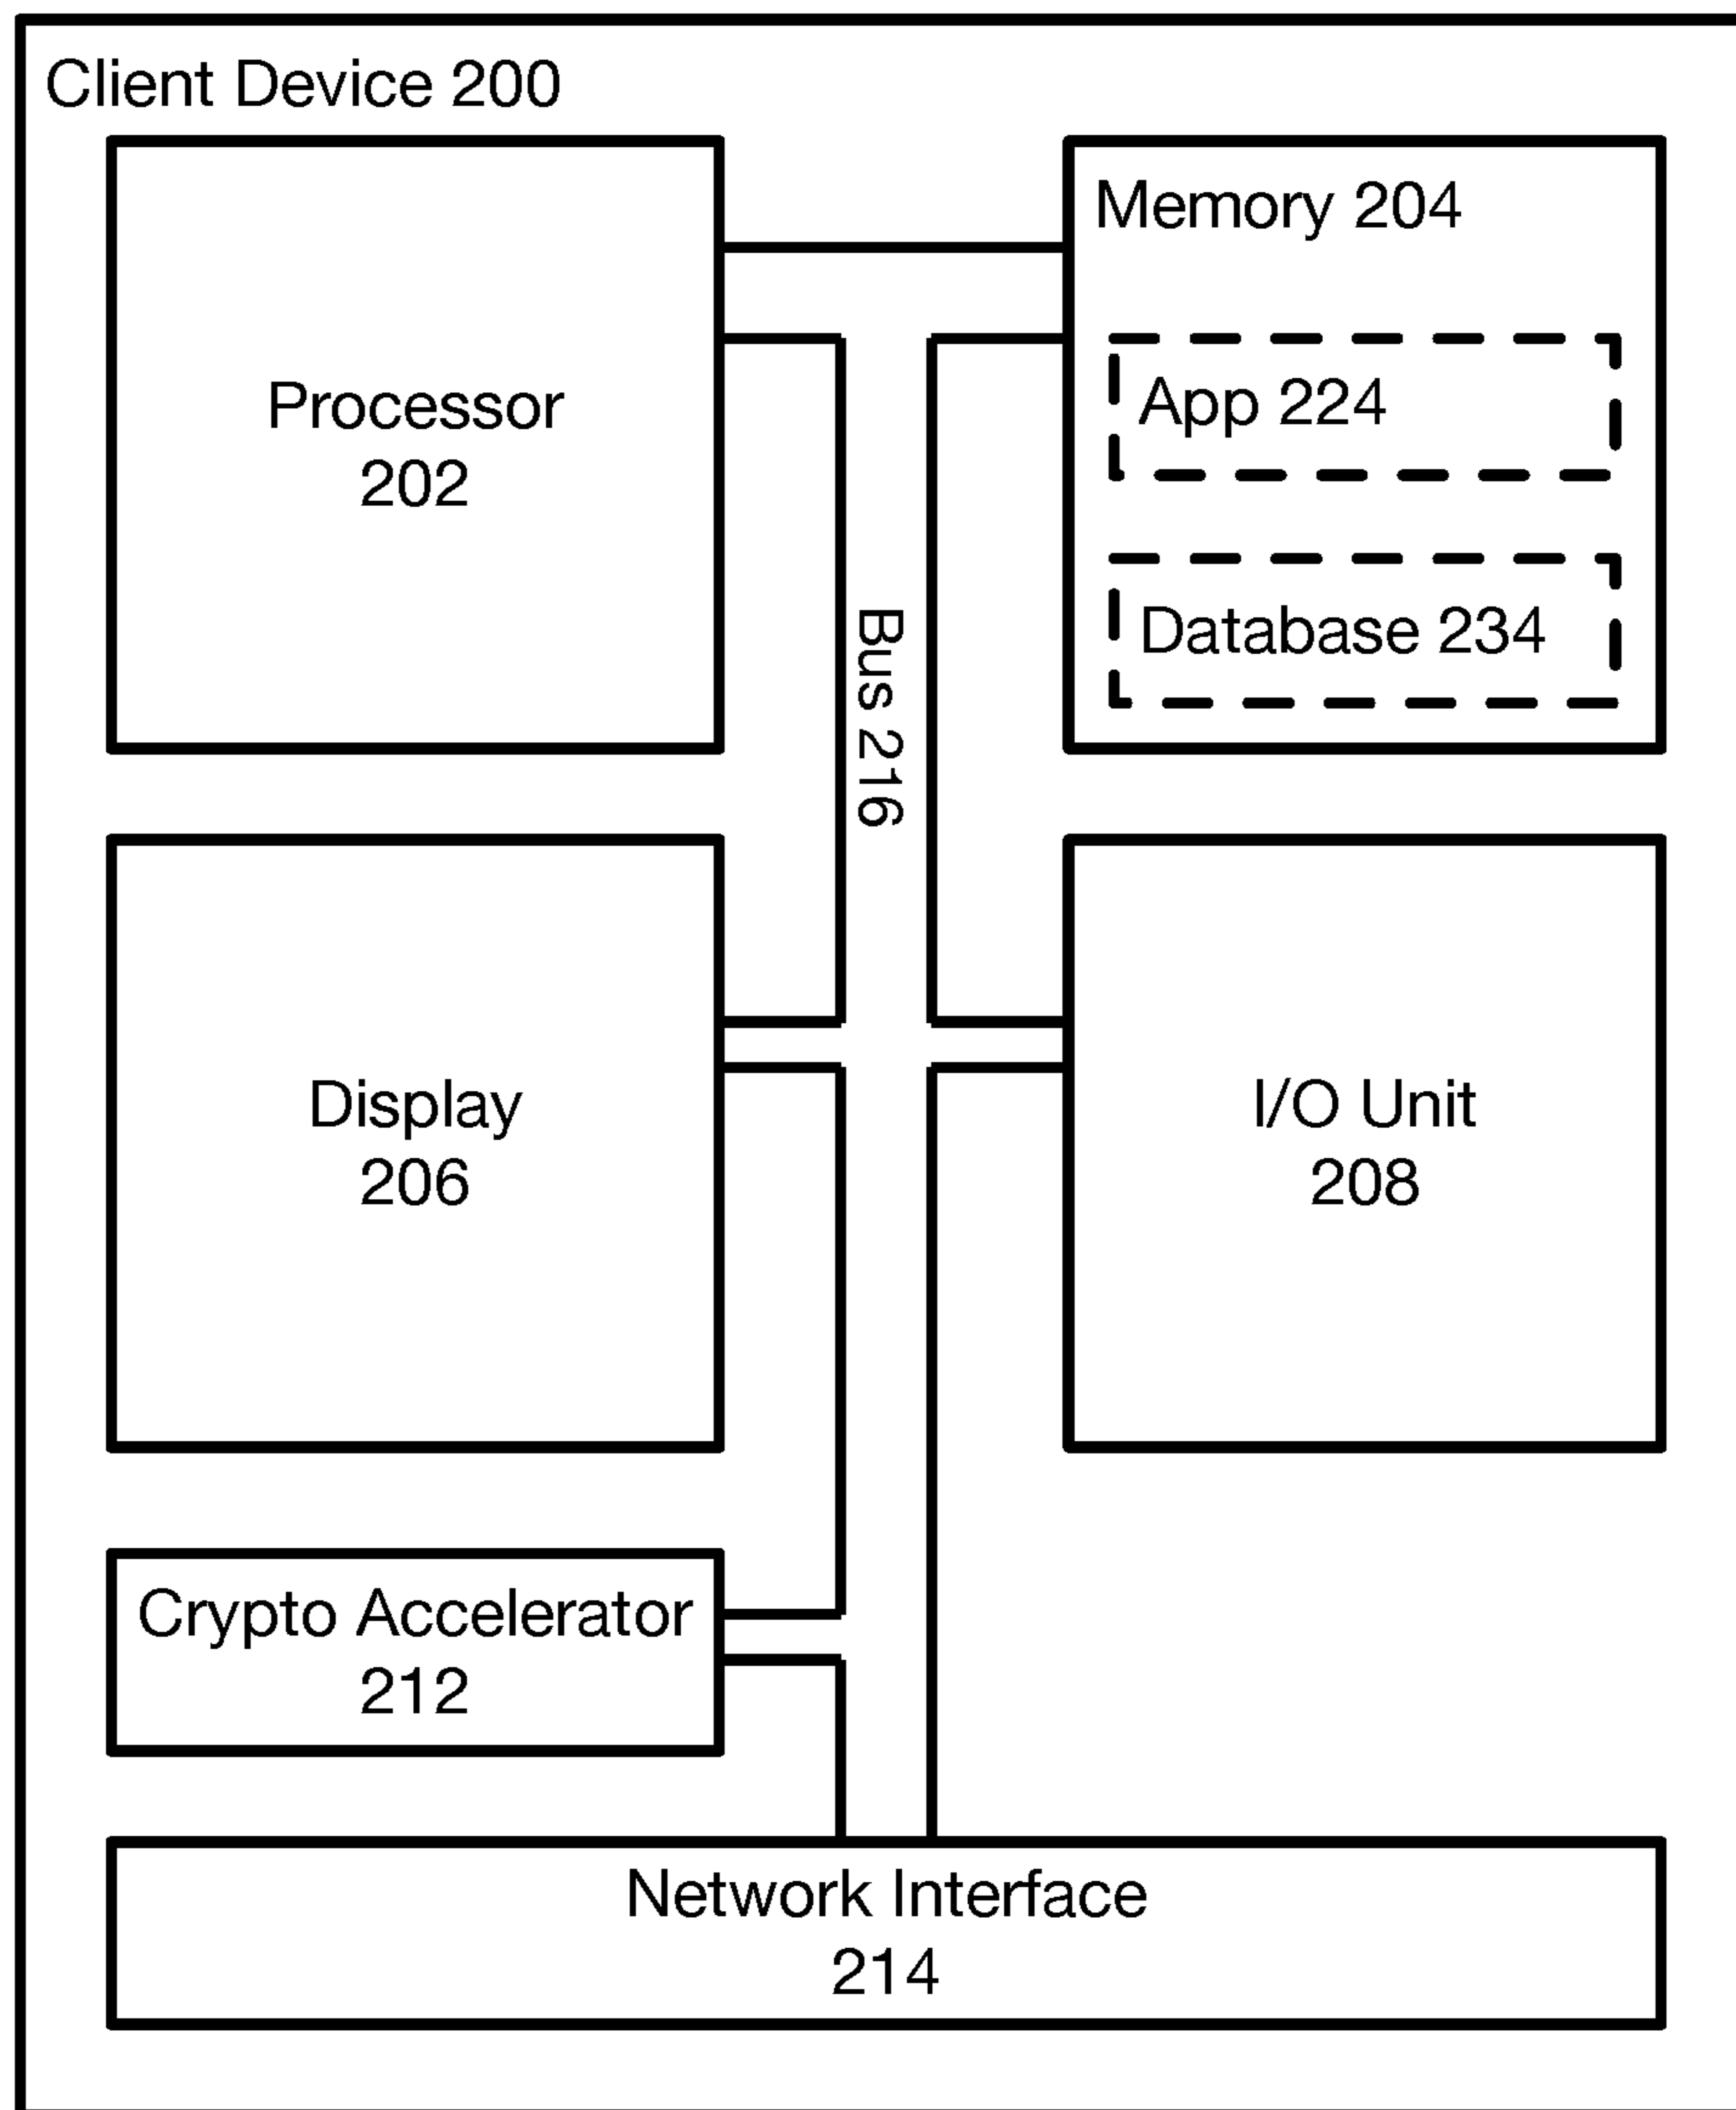 Client Device 200
Processor
202
Memory 204
App 224
Database 234
Bus 216
Display
206
I/O Unit
208
Crypto Accelerator
212
Network Interface
214